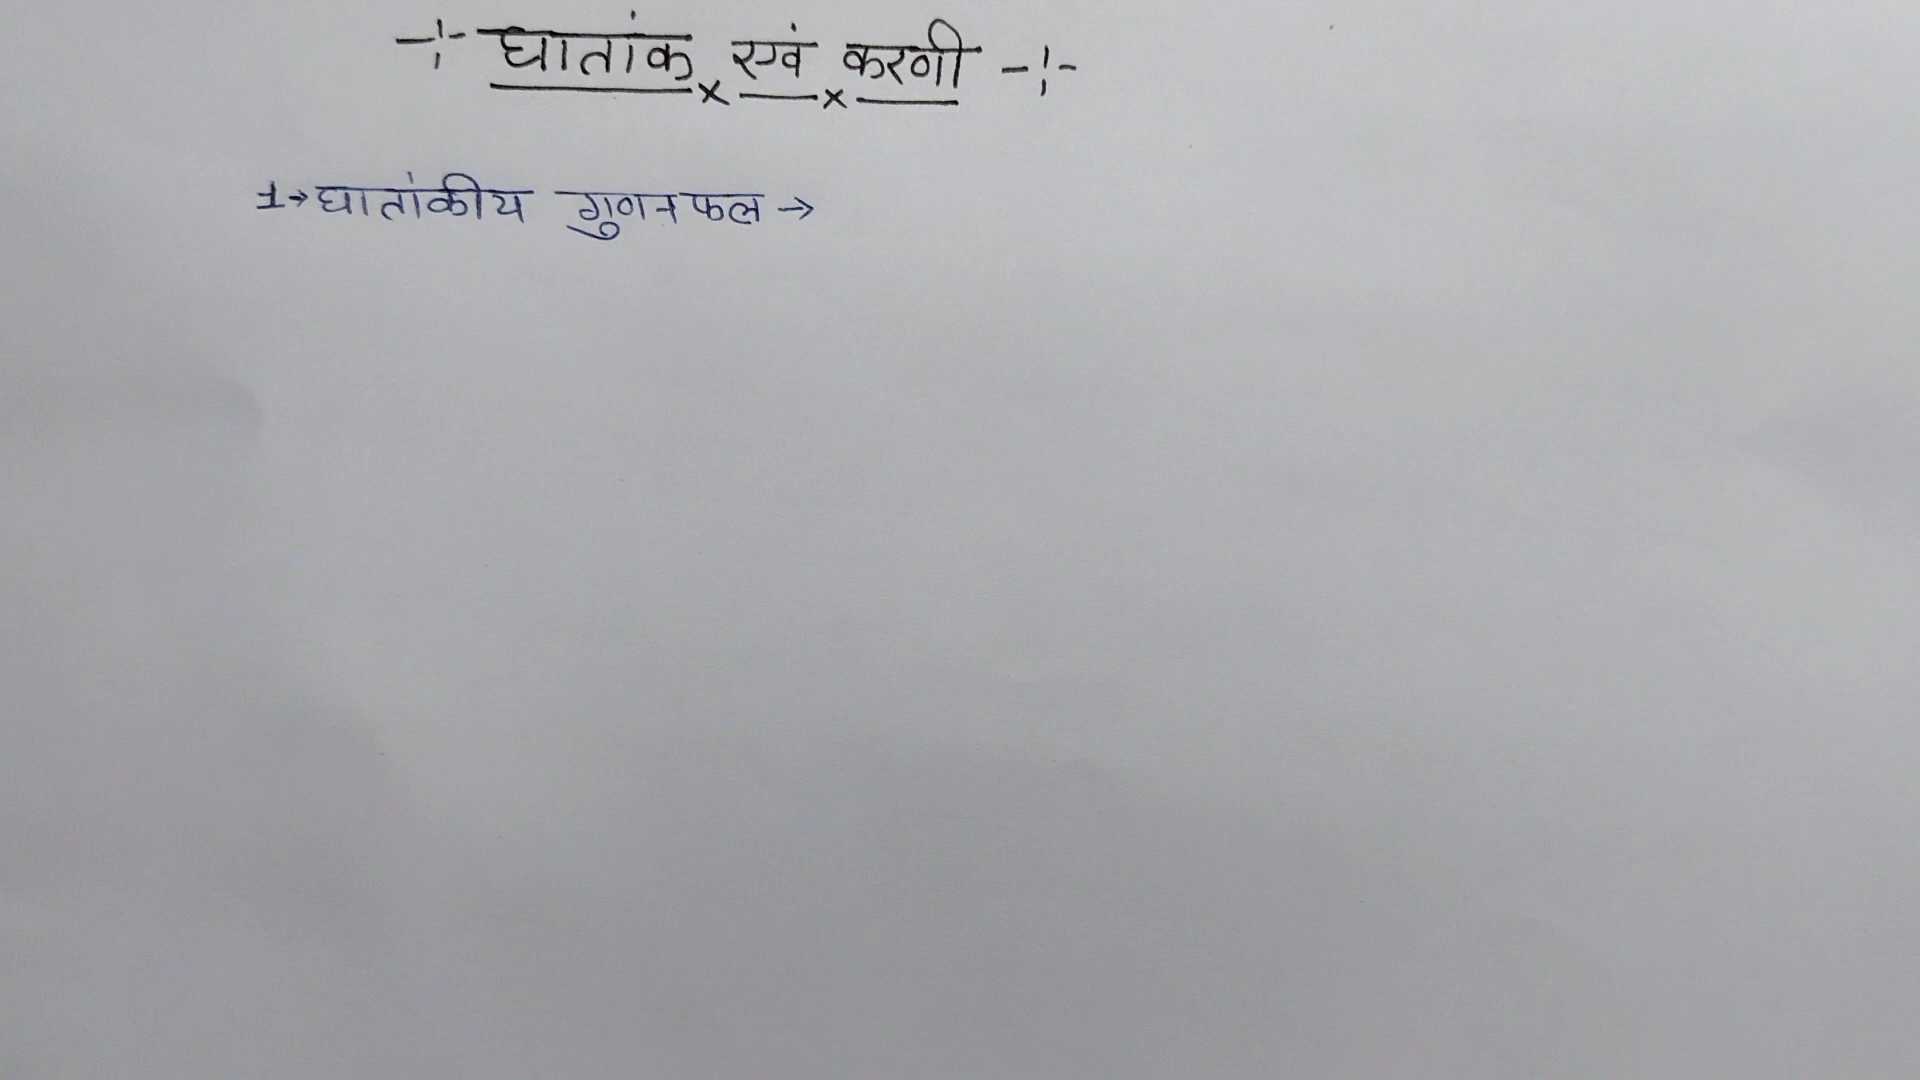 -:- घातांक एवं करणी -:-
1→ घातांकीय गुणनफल →